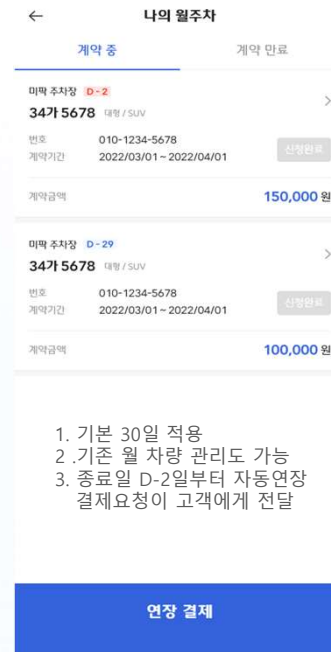 나의 월주차
계약 중 계약 만료
미팍 주차장 D-2
34가 5678 대형 / SUV
번호 010-1234-5678
계약기간 2022/03/01 ~ 2022/04/01
신청완료
계약금액 150,000 원
미팍 주차장 D - 29
34가 5678 대형 / SUV
번호 010-1234-5678
계약기간 2022/03/01 ~ 2022/04/01
신청완료
계약금액 100,000 원
1. 기본 30일 적용
2 .기존 월 차량 관리도 가능
3. 종료일 D-2일부터 자동연장
결제요청이 고객에게 전달
연장 결제